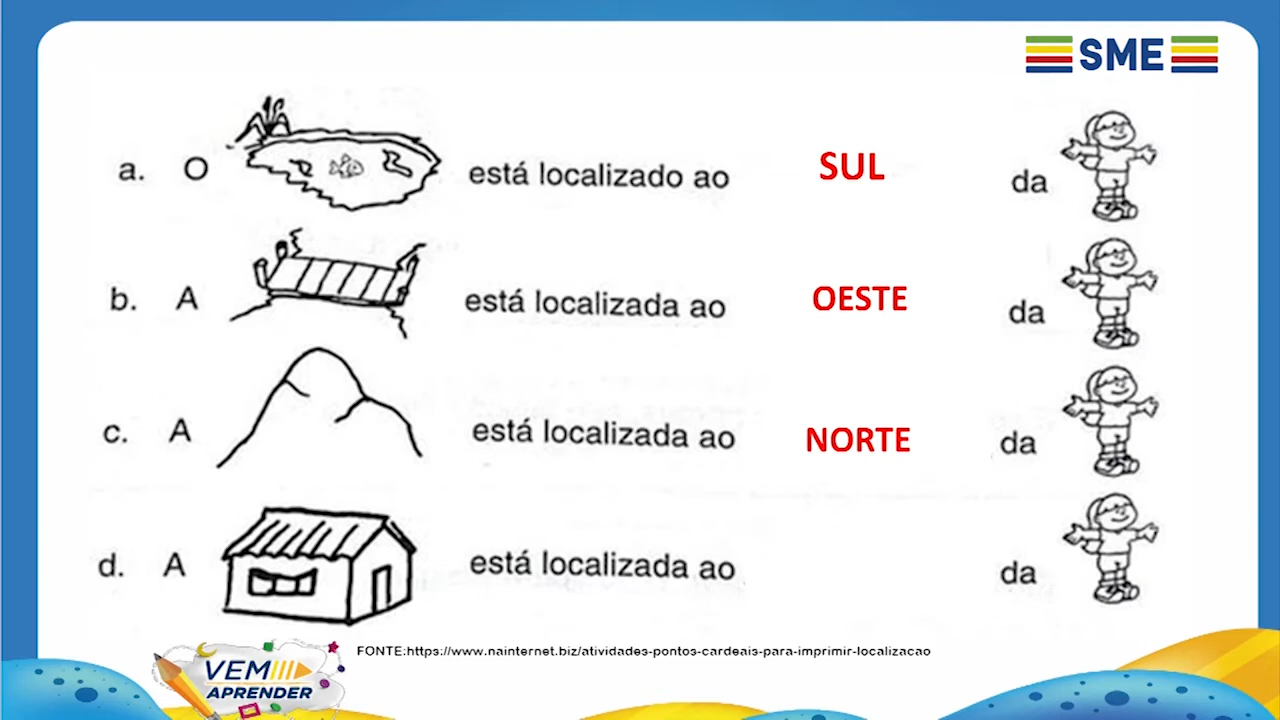 SME
a. O está localizado ao SUL da
b. A está localizada ao OESTE da
c. A está localizada ao NORTE da
d. A está localizada ao da
FONTE:https://www.nainternet.biz/atividades-pontos-cardeais-para-imprimir-localizacao
VEM
APRENDER